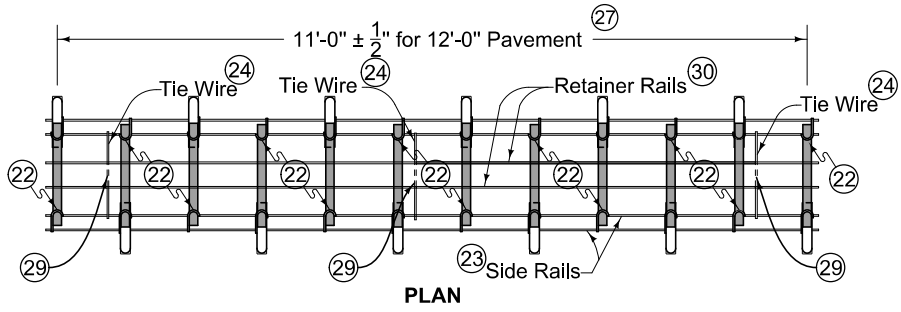 27
11'-0" ± 1/2" for 12'-0" Pavement
24 24 24
Tie Wire Tie Wire Retainer Rails 30 Tie Wire
22 22 22 22 22 22 22
29 29 23 Side Rails 29
PLAN